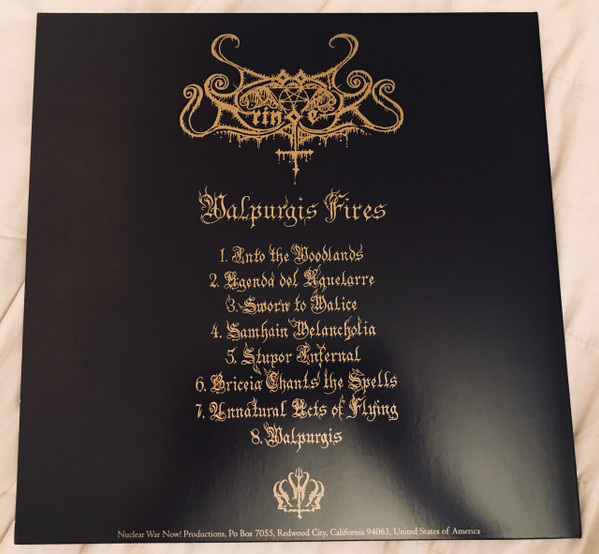 Walpurgis Fires
1. Into the Woodlands
2. Agenda del Aquelarre
3. Sworn to Malice
4. Samhain Melancholia
5. Stupor Infernal
6. Briceia Chants the Spells
7. Unnatural Acts of Flying
8. Walpurgis
Nuclear War Now! Productions, Po Box 7055, Redwood City, California 94063, United States of America